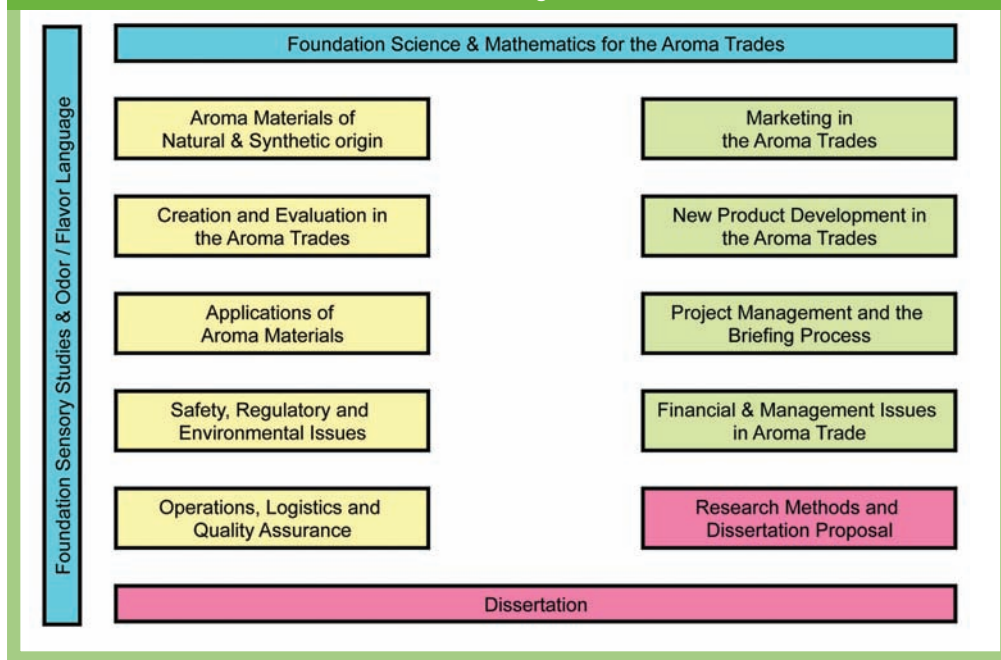 Foundation Science & Mathematics for the Aroma Trades
Foundation Sensory Studies & Odor / Flavor Language
Aroma Materials of
Natural & Synthetic origin
Creation and Evaluation in
the Aroma Trades
Applications of
Aroma Materials
Safety, Regulatory and
Environmental Issues
Operations, Logistics and
Quality Assurance
Marketing in
the Aroma Trades
New Product Development in
the Aroma Trades
Project Management and the
Briefing Process
Financial & Management Issues
in Aroma Trade
Research Methods and
Dissertation Proposal
Dissertation